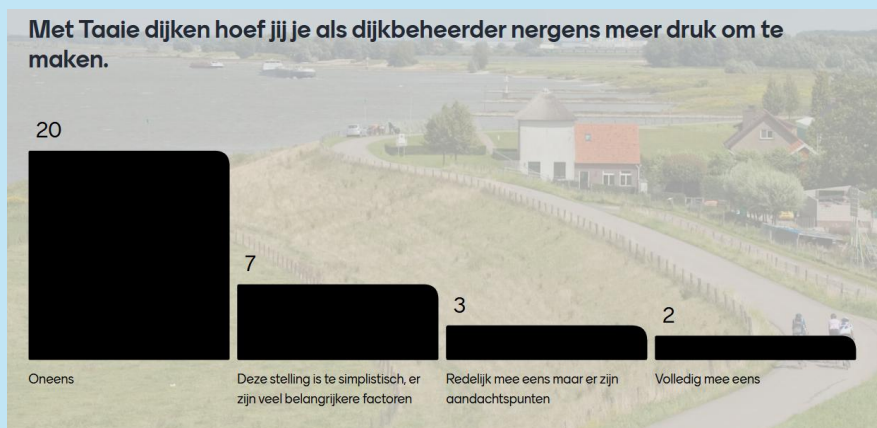 Met Taaie dijken hoef jij je als dijkbeheerder nergens meer druk om te
maken.
20
7
3
2
Oneens
Deze stelling is te simplistisch, er
zijn veel belangrijkere factoren
Redelijk mee eens maar er zijn
aandachtspunten
Volledig mee eens